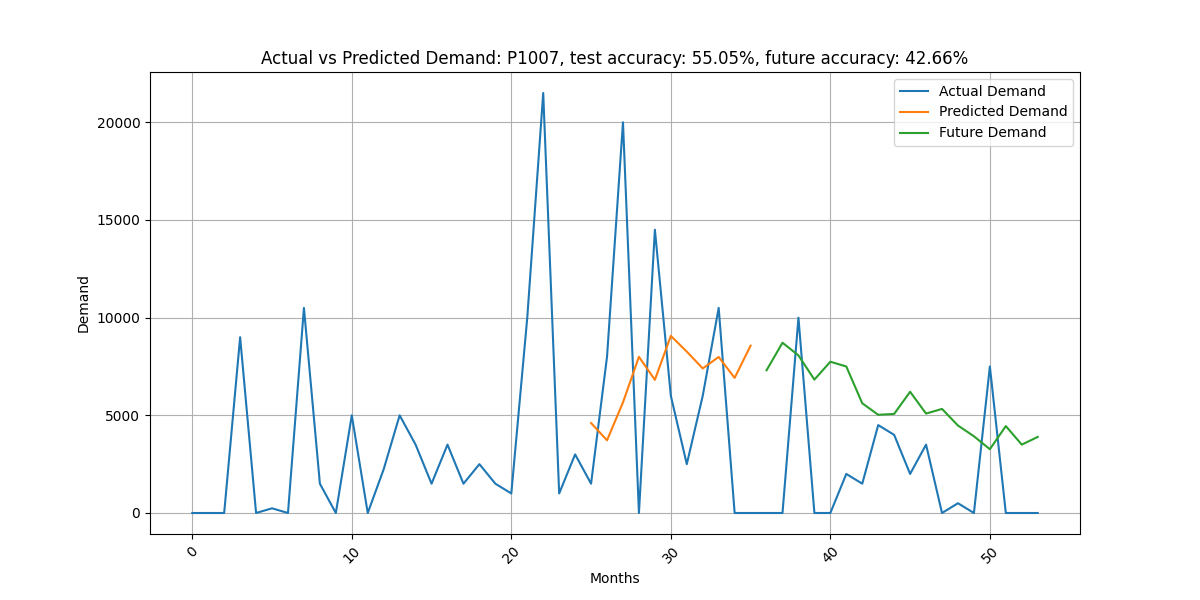 Actual vs Predicted Demand: P1007, test accuracy: 55.05%, future accuracy: 42.66%
Actual Demand
Predicted Demand
Future Demand
20000
15000
10000
5000
0
Demand
0 10 20 30 40 50
Months